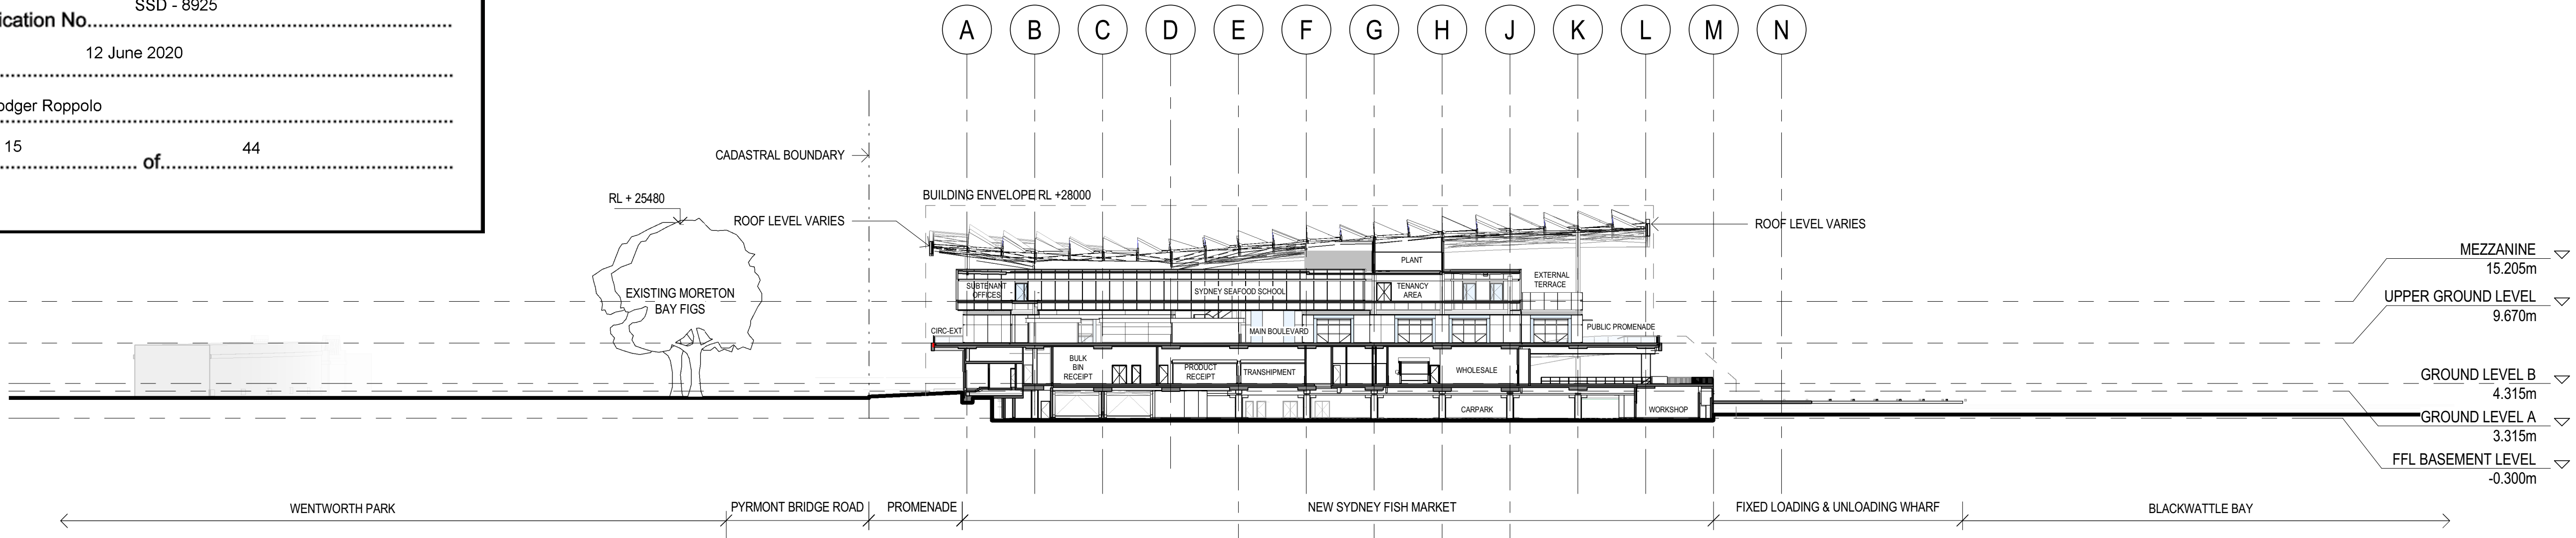 SSD - 8925
ication No.
12 June 2020
odger Roppolo
15 of 44
A B C D E F G H J K L M N
CADASTRAL BOUNDARY
BUILDING ENVELOPE RL +28000
RL + 25480
ROOF LEVEL VARIES
ROOF LEVEL VARIES
EXISTING MORETON
BAY FIGS
PLANT
SUBTENANT
OFFICES
SYDNEY SEAFOOD SCHOOL
TENANCY
AREA
EXTERNAL
TERRACE
CIRC-EXT
MAIN BOULEVARD
PUBLIC PROMENADE
BULK
BIN
RECEIPT
PRODUCT
RECEIPT
TRANSHIPMENT
WHOLESALE
CARPARK
WORKSHOP
MEZZANINE
15.205m
UPPER GROUND LEVEL
9.670m
GROUND LEVEL B
4.315m
GROUND LEVEL A
3.315m
FFL BASEMENT LEVEL
-0.300m
WENTWORTH PARK
PYRMONT BRIDGE ROAD
PROMENADE
NEW SYDNEY FISH MARKET
FIXED LOADING & UNLOADING WHARF
BLACKWATTLE BAY